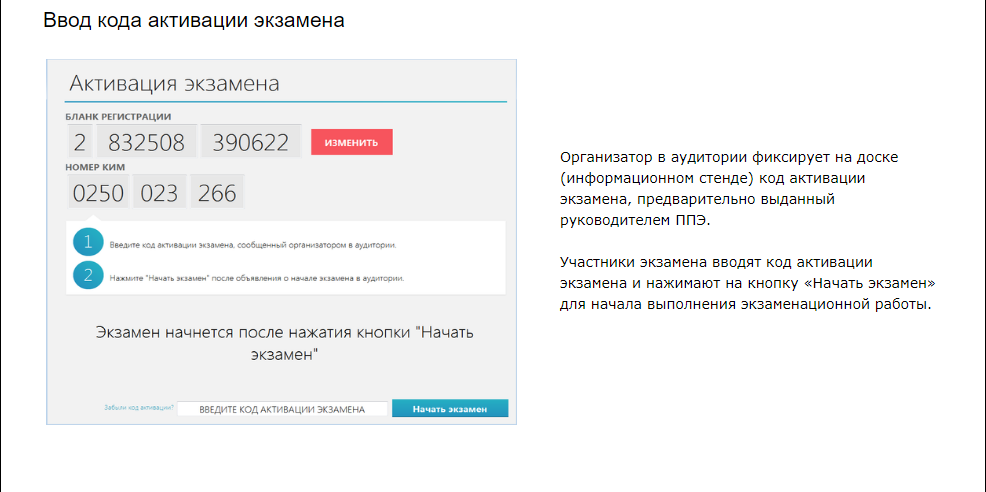 Ввод кода активации экзамена
Активация экзамена
БЛАНК РЕГИСТРАЦИИ
2 832508 390622 ИЗМЕНИТЬ
НОМЕР КИМ
0250 023 266
1 Введите код активации экзамена, сообщенный организатором в аудитории.
2 Нажмите "Начать экзамен" после объявления о начале экзамена в аудитории.
Экзамен начнется после нажатия кнопки "Начать
экзамен"
Забыли код активации? ВВЕДИТЕ КОД АКТИВАЦИИ ЭКЗАМЕНА Начать экзамен
Организатор в аудитории фиксирует на доске
(информационном стенде) код активации
экзамена, предварительно выданный
руководителем ППЭ.
Участники экзамена вводят код активации
экзамена и нажимают на кнопку «Начать экзамен»
для начала выполнения экзаменационной работы.